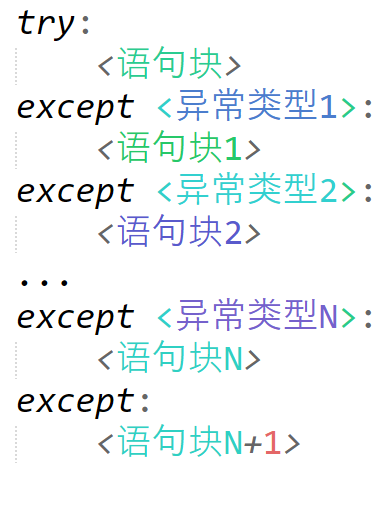 try:
    <语句块>
except <异常类型1>:
    <语句块1>
except <异常类型2>:
    <语句块2>
...
except <异常类型N>:
    <语句块N>
except:
    <语句块N+1>